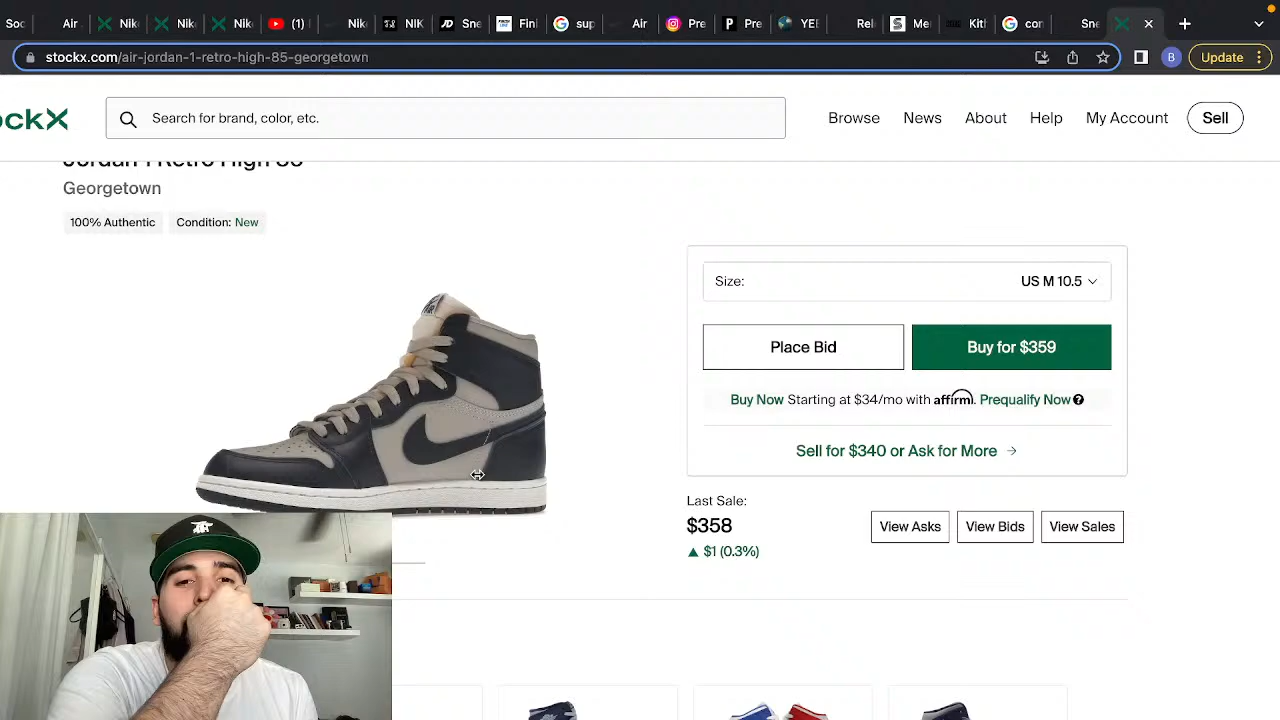 Soc Air Nik Nik Nik (1) Nik NIK Sne Finl sup Air Pre Pre YEE Rel Me Kith con Sne
Update
stockx.com/air-jordan-1-retro-high-85-georgetown
B
ockX
Search for brand, color, etc.
Browse News About Help My Account Sell
Jordan 1 Retro High 85
Georgetown
100% Authentic Condition: New
Size: US M 10.5
Place Bid Buy for $359
Buy Now Starting at $34/mo with affirm. Prequalify Now
Sell for $340 or Ask for More →
Last Sale:
$358
View Asks View Bids View Sales
▲ $1 (0.3%)